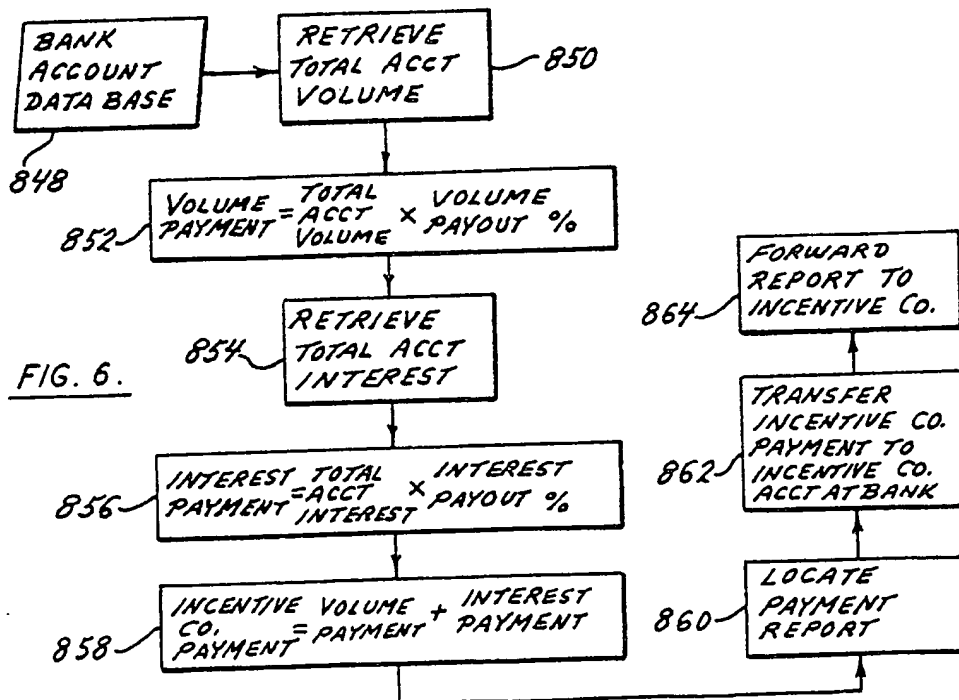 BANK
ACCOUNT
DATA BASE
848
RETRIEVE
TOTAL ACCT
VOLUME
850
VOLUME PAYMENT = TOTAL ACCT VOLUME × VOLUME PAYOUT %
852
RETRIEVE
TOTAL ACCT
INTEREST
854
FIG. 6.
INTEREST PAYMENT = TOTAL ACCT INTEREST × INTEREST PAYOUT %
856
INCENTIVE CO. PAYMENT = VOLUME PAYMENT + INTEREST PAYMENT
858
LOCATE
PAYMENT
REPORT
860
TRANSFER
INCENTIVE CO.
PAYMENT TO
INCENTIVE CO.
ACCT AT BANK
862
FORWARD
REPORT TO
INCENTIVE CO.
864